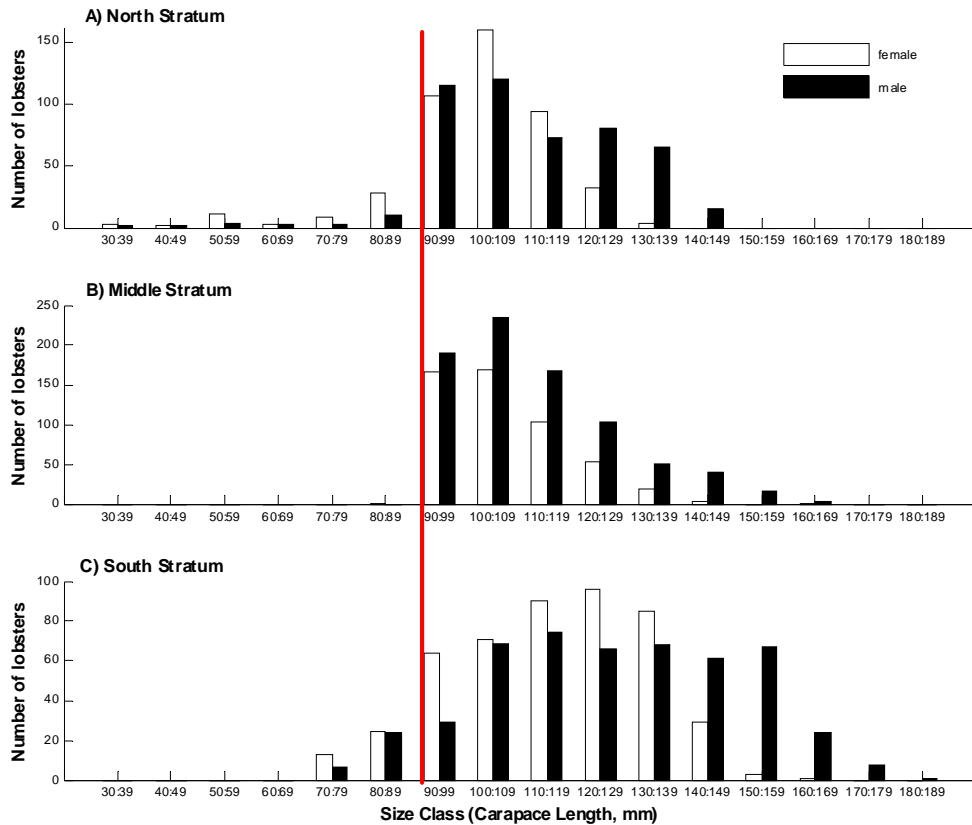 A) North Stratum
150
100
50
0
Number of lobsters
female
male
30:39 40:49 50:59 60:69 70:79 80:89 90:99 100:109 110:119 120:129 130:139 140:149 150:159 160:169 170:179 180:189
B) Middle Stratum
250
200
150
100
50
0
Number of lobsters
30:39 40:49 50:59 60:69 70:79 80:89 90:99 100:109 110:119 120:129 130:139 140:149 150:159 160:169 170:179 180:189
C) South Stratum
100
80
60
40
20
0
Number of lobsters
30:39 40:49 50:59 60:69 70:79 80:89 90:99 100:109 110:119 120:129 130:139 140:149 150:159 160:169 170:179 180:189
Size Class (Carapace Length, mm)